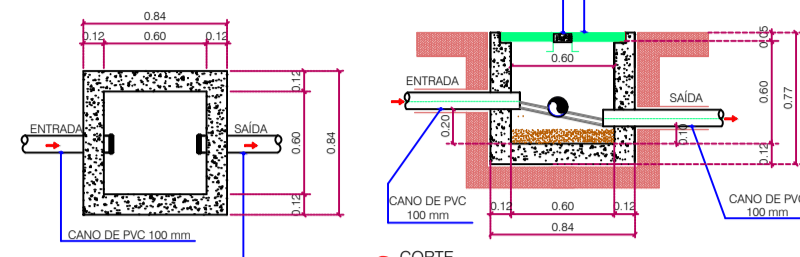 0.84
0.12
0.60
0.12
ENTRADA
SAÍDA
0.12
0.60
0.12
0.84
CANO DE PVC 100 mm
0.60
ENTRADA
SAÍDA
0.20
0.10
0.05
0.60
0.12
0.77
CANO DE PVC
100 mm
0.12
0.60
0.12
0.84
CANO DE PVC
100 mm
CORTE